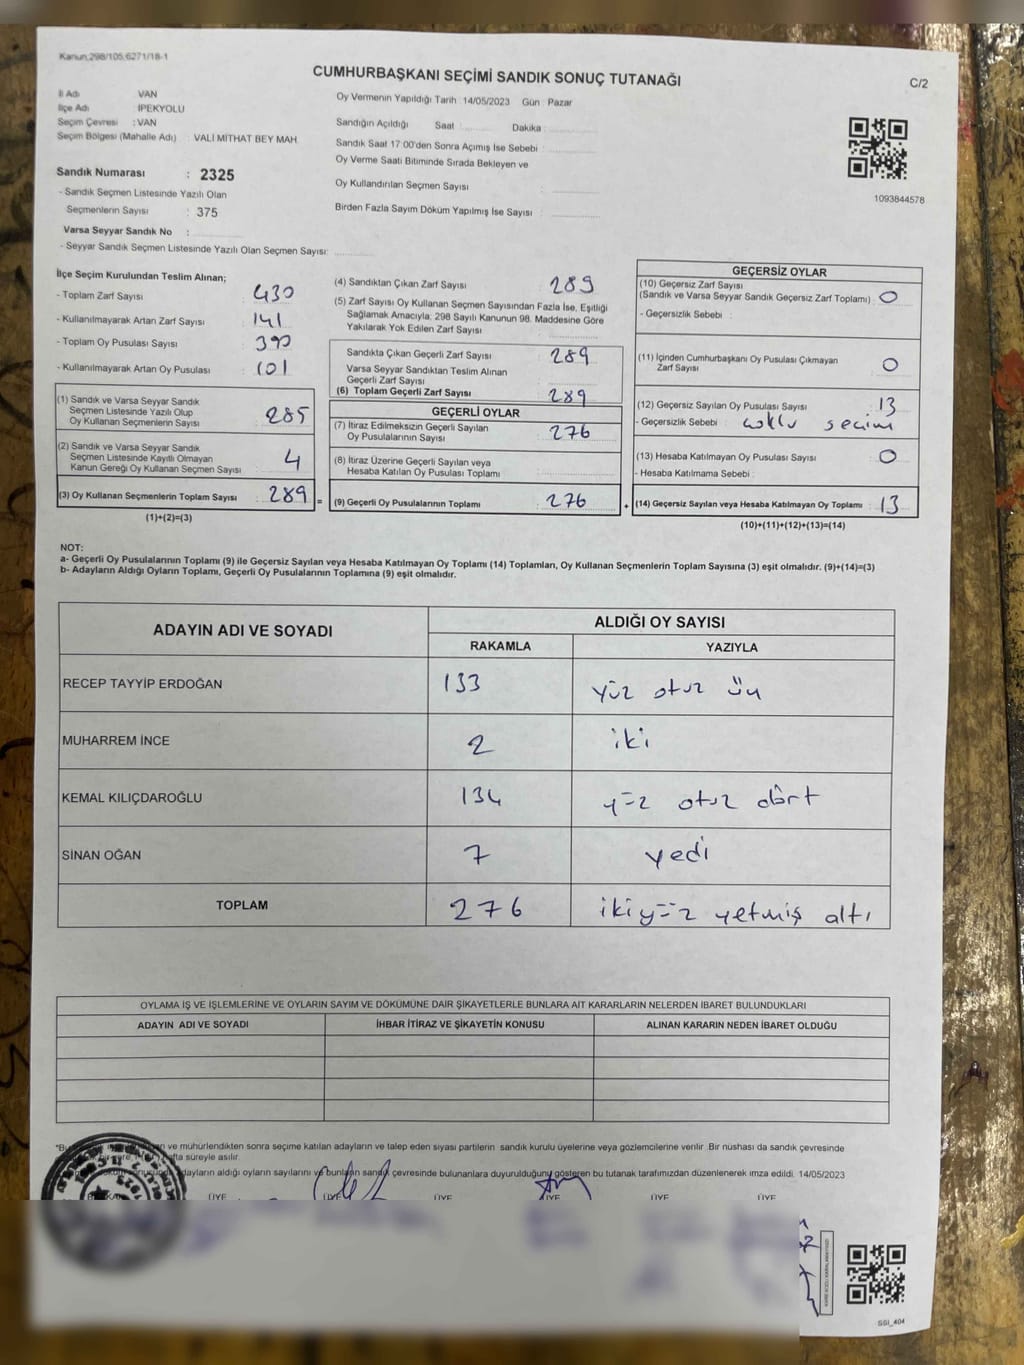 Kanun;298/105;6271/18-1
CUMHURBAŞKANI SEÇİMİ SANDIK SONUÇ TUTANAĞI
C/2
İl Adı VAN
İlçe Adı İPEKYOLU
Seçim Çevresi : VAN
Seçim Bölgesi (Mahalle Adı) : VALİ MİTHAT BEY MAH.
Oy Vermenin Yapıldığı Tarih : 14/05/2023 Gün : Pazar
Sandığın Açıldığı Saat : Dakika :
Sandık Saat 17:00'den Sonra Açımış İse Sebebi :
Oy Verme Saati Bitiminde Sırada Bekleyen ve
Oy Kullandırılan Seçmen Sayısı :
Birden Fazla Sayım Döküm Yapılmış İse Sayısı :
1093844578
Sandık Numarası : 2325
- Sandık Seçmen Listesinde Yazılı Olan
Seçmenlerin Sayısı : 375
Varsa Seyyar Sandık No :
- Seyyar Sandık Seçmen Listesinde Yazılı Olan Seçmen Sayısı:
İlçe Seçim Kurulundan Teslim Alınan;
- Toplam Zarf Sayısı : 430
- Kullanılmayarak Artan Zarf Sayısı : 141
- Toplam Oy Pusulası Sayısı : 390
- Kullanılmayarak Artan Oy Pusulası : 101
(1) Sandık ve Varsa Seyyar Sandık
Seçmen Listesinde Yazılı Olup
Oy Kullanan Seçmenlerin Sayısı : 285
(2) Sandık ve Varsa Seyyar Sandık
Seçmen Listesinde Kayıtlı Olmayan
Kanun Gereği Oy Kullanan Seçmen Sayısı : 4
(3) Oy Kullanan Seçmenlerin Toplam Sayısı : 289 =
(1)+(2)=(3)
(4) Sandıktan Çıkan Zarf Sayısı : 289
(5) Zarf Sayısı Oy Kullanan Seçmen Sayısından Fazla İse, Eşitliği
Sağlamak Amacıyla; 298 Sayılı Kanunun 98. Maddesine Göre
Yakılarak Yok Edilen Zarf Sayısı
Sandıkta Çıkan Geçerli Zarf Sayısı : 289
Varsa Seyyar Sandıktan Teslim Alınan
Geçerli Zarf Sayısı
(6) Toplam Geçerli Zarf Sayısı : 289
GEÇERLİ OYLAR
(7) İtiraz Edilmeksizin Geçerli Sayılan
Oy Pusulalarının Sayısı : 276
(8) İtiraz Üzerine Geçerli Sayılan veya
Hesaba Katılan Oy Pusulası Toplamı :
(9) Geçerli Oy Pusulalarının Toplamı : 276 +
GEÇERSİZ OYLAR
(10) Geçersiz Zarf Sayısı
(Sandık ve Varsa Seyyar Sandık Geçersiz Zarf Toplamı) : 0
- Geçersizlik Sebebi :
(11) İçinden Cumhurbaşkanı Oy Pusulası Çıkmayan
Zarf Sayısı : 0
(12) Geçersiz Sayılan Oy Pusulası Sayısı : 13
- Geçersizlik Sebebi : çoklu seçim
(13) Hesaba Katılmayan Oy Pusulası Sayısı : 0
- Hesaba Katılmama Sebebi :
(14) Geçersiz Sayılan veya Hesaba Katılmayan Oy Toplamı : 13
(10)+(11)+(12)+(13)=(14)
NOT:
a- Geçerli Oy Pusulalarının Toplamı (9) ile Geçersiz Sayılan veya Hesaba Katılmayan Oy Toplamı (14) Toplamları, Oy Kullanan Seçmenlerin Toplam Sayısına (3) eşit olmalıdır. (9)+(14)=(3)
b- Adayların Aldığı Oyların Toplamı, Geçerli Oy Pusulalarının Toplamına (9) eşit olmalıdır.
ADAYIN ADI VE SOYADI
ALDIĞI OY SAYISI
RAKAMLA YAZIYLA
RECEP TAYYİP ERDOĞAN 133 yüz otuz üç
MUHARREM İNCE 2 iki
KEMAL KILIÇDAROĞLU 134 yüz otuz dört
SİNAN OĞAN 7 yedi
TOPLAM 276 ikiyüz yetmiş altı
OYLAMA İŞ VE İŞLEMLERİNE VE OYLARIN SAYIM VE DÖKÜMÜNE DAİR ŞİKAYETLERLE BUNLARA AİT KARARLARIN NELERDEN İBARET BULUNDUKLARI
ADAYIN ADI VE SOYADI İHBAR İTİRAZ VE ŞİKAYETİN KONUSU ALINAN KARARIN NEDEN İBARET OLDUĞU
ve mühürlendikten sonra seçime katılan adayların ve talep eden siyasi partilerin sandık kurulu üyelerine veya gözlemcilerine verilir. Bir nüshası da sandık çevresinde
süreyle asılır.
adayların aldığı oyların sayılarını ve bunların sandık çevresinde bulunanlara duyurulduğunu gösteren bu tutanak tarafımızdan düzenlenerek imza edildi. 14/05/2023
ÜYE ÜYE ÜYE ÜYE ÜYE ÜYE
SSİ_404